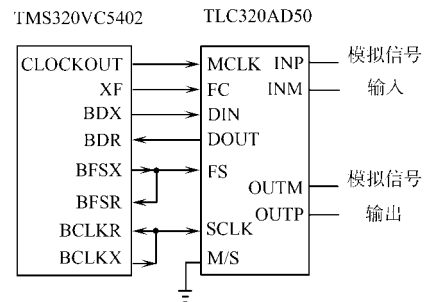 TMS320VC5402 TLC320AD50
CLOCKOUT MCLK INP 模拟信号
XF FC INM 输入
BDX DIN
BDR DOUT
BFSX FS
BFSR OUTM 模拟信号
OUTP 输出
BCLKR SCLK
BCLKX M/S